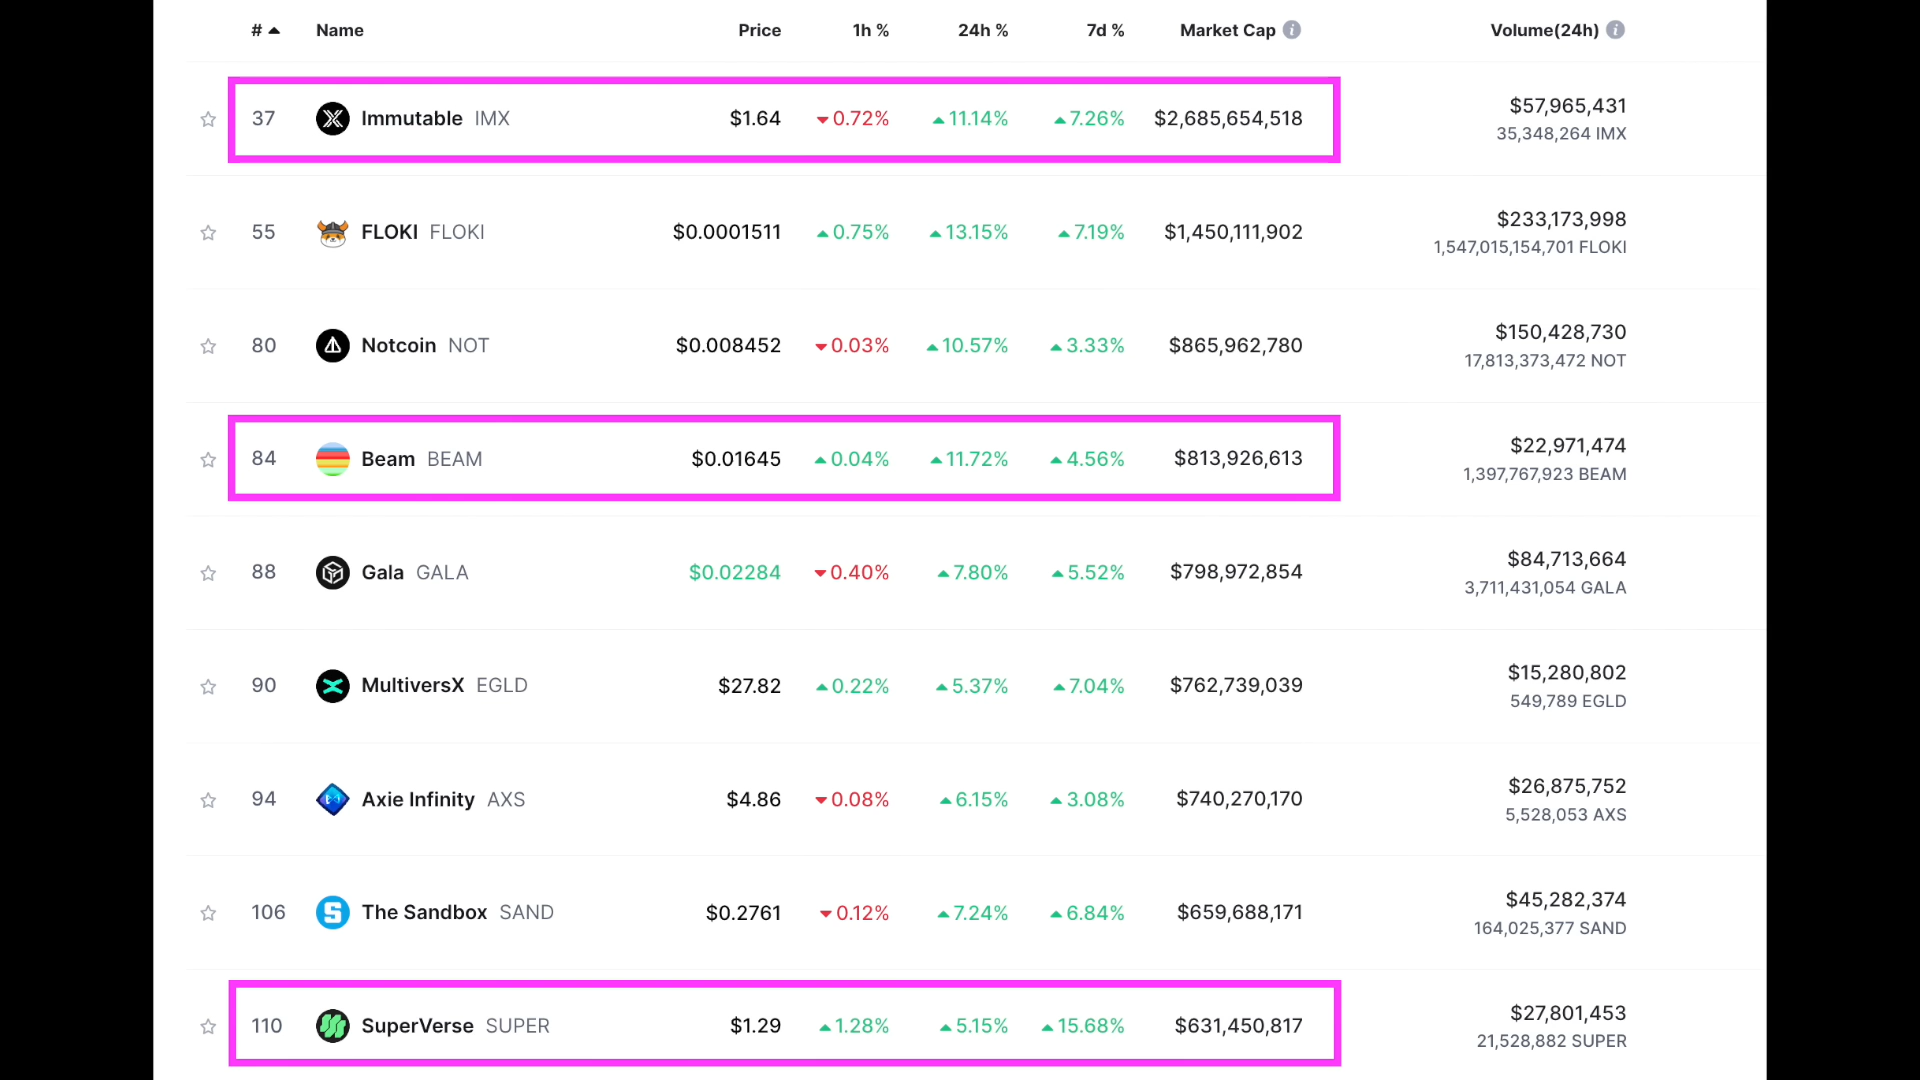 # Name Price 1h % 24h % 7d % Market Cap Volume(24h)
37 Immutable IMX $1.64 0.72% 11.14% 7.26% $2,685,654,518 $57,965,431
35,348,264 IMX
55 FLOKI FLOKI $0.0001511 0.75% 13.15% 7.19% $1,450,111,902 $233,173,998
1,547,015,154,701 FLOKI
80 Notcoin NOT $0.008452 0.03% 10.57% 3.33% $865,962,780 $150,428,730
17,813,373,472 NOT
84 Beam BEAM $0.01645 0.04% 11.72% 4.56% $813,926,613 $22,971,474
1,397,767,923 BEAM
88 Gala GALA $0.02284 0.40% 7.80% 5.52% $798,972,854 $84,713,664
3,711,431,054 GALA
90 MultiversX EGLD $27.82 0.22% 5.37% 7.04% $762,739,039 $15,280,802
549,789 EGLD
94 Axie Infinity AXS $4.86 0.08% 6.15% 3.08% $740,270,170 $26,875,752
5,528,053 AXS
106 The Sandbox SAND $0.2761 0.12% 7.24% 6.84% $659,688,171 $45,282,374
164,025,377 SAND
110 SuperVerse SUPER $1.29 1.28% 5.15% 15.68% $631,450,817 $27,801,453
21,528,882 SUPER